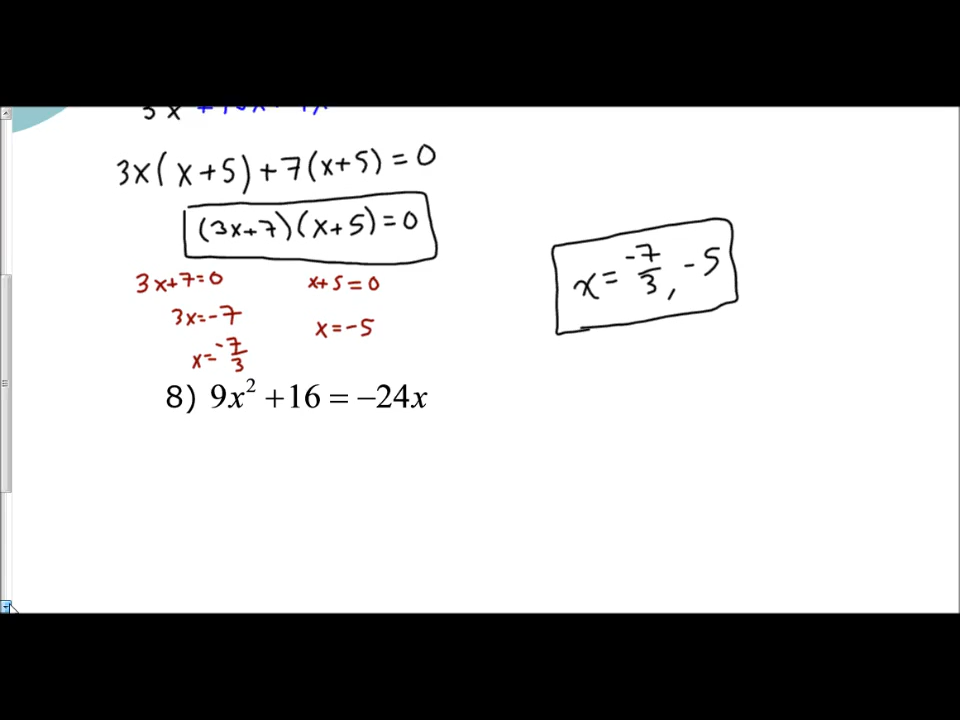 3x(x+5)+7(x+5)=0
(3x+7)(x+5)=0
3x+7=0 x+5=0
3x=-7 x=-5
x=-7/3
x=-7/3, -5
8) 9x²+16=−24x